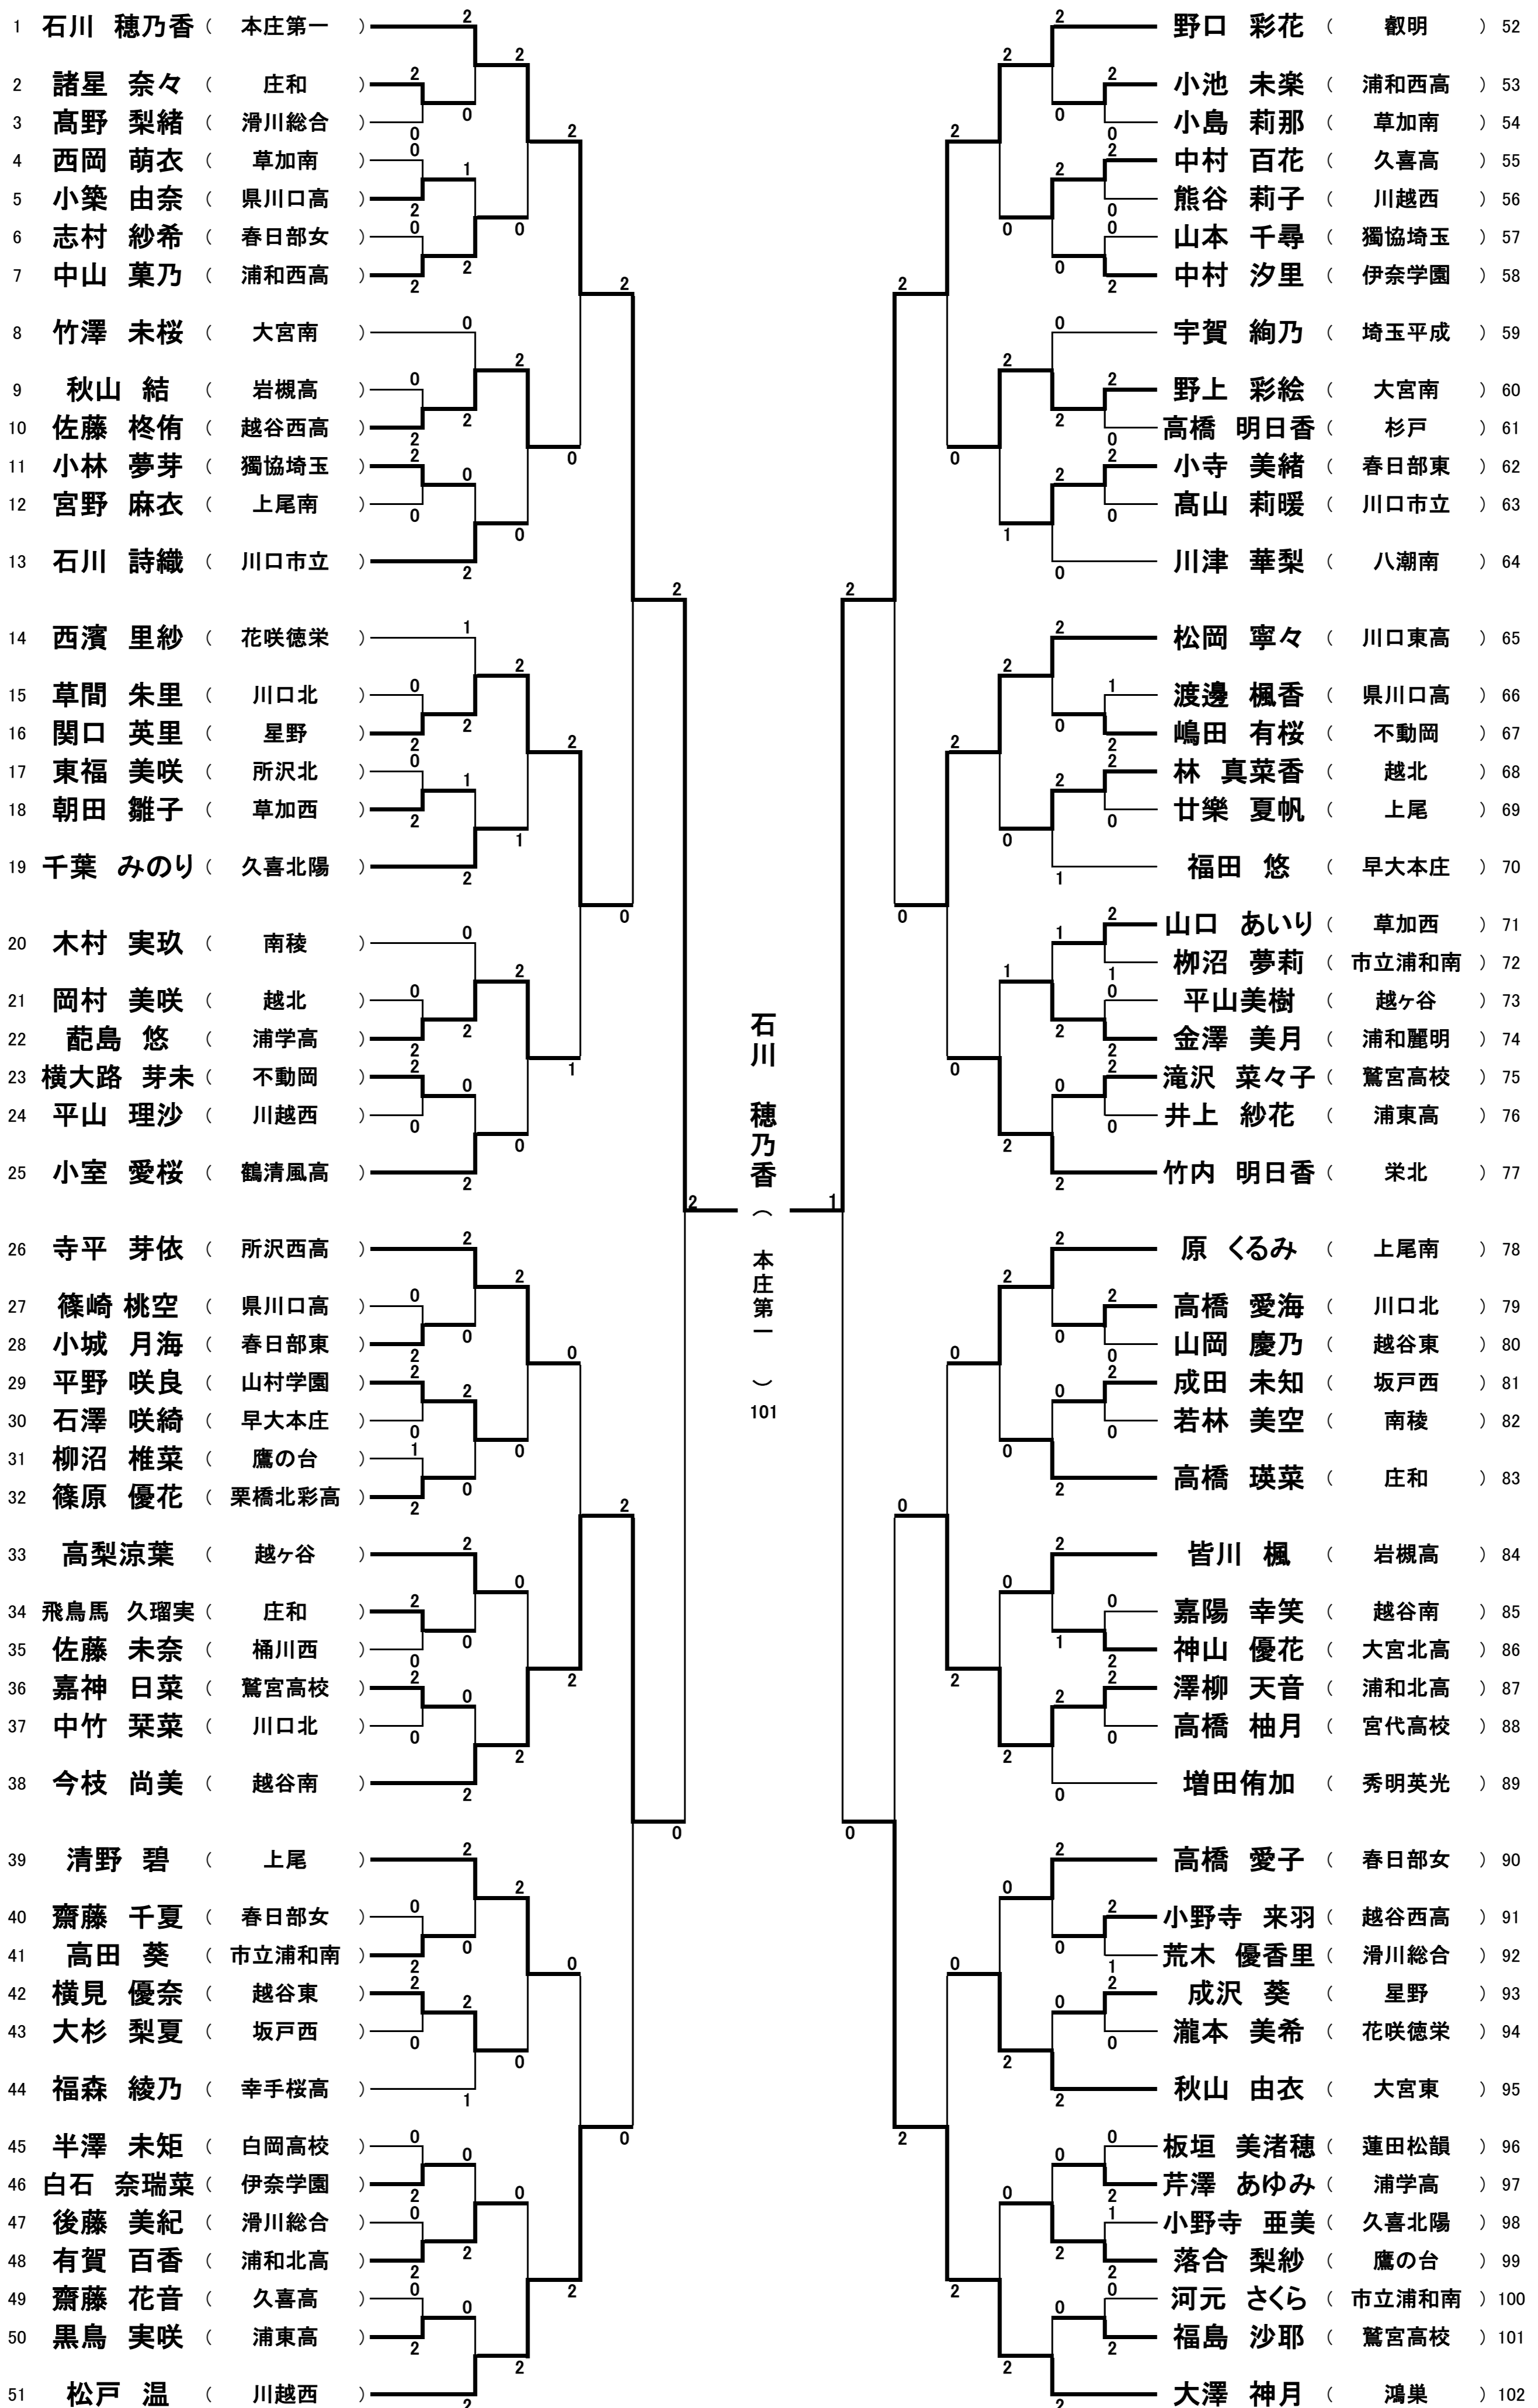 1 石川 穂乃香 ( 本庄第一 )
2 諸星 奈々 ( 庄和 )
3 髙野 梨緒 ( 滑川総合 )
4 西岡 萌衣 ( 草加南 )
5 小築 由奈 ( 県川口高 )
6 志村 紗希 ( 春日部女 )
7 中山 菓乃 ( 浦和西高 )
8 竹澤 未桜 ( 大宮南 )
9 秋山 結 ( 岩槻高 )
10 佐藤 柊侑 ( 越谷西高 )
11 小林 夢芽 ( 獨協埼玉 )
12 宮野 麻衣 ( 上尾南 )
13 石川 詩織 ( 川口市立 )
14 西濱 里紗 ( 花咲徳栄 )
15 草間 朱里 ( 川口北 )
16 関口 英里 ( 星野 )
17 東福 美咲 ( 所沢北 )
18 朝田 雛子 ( 草加西 )
19 千葉 みのり ( 久喜北陽 )
20 木村 実玖 ( 南稜 )
21 岡村 美咲 ( 越北 )
22 蓜島 悠 ( 浦学高 )
23 横大路 芽未 ( 不動岡 )
24 平山 理沙 ( 川越西 )
25 小室 愛桜 ( 鶴清風高 )
26 寺平 芽依 ( 所沢西高 )
27 篠崎 桃空 ( 県川口高 )
28 小城 月海 ( 春日部東 )
29 平野 咲良 ( 山村学園 )
30 石澤 咲綺 ( 早大本庄 )
31 柳沼 椎菜 ( 鷹の台 )
32 篠原 優花 ( 栗橋北彩高 )
33 高梨涼葉 ( 越ヶ谷 )
34 飛鳥馬 久瑠実 ( 庄和 )
35 佐藤 未奈 ( 桶川西 )
36 嘉神 日菜 ( 鷲宮高校 )
37 中竹 栞菜 ( 川口北 )
38 今枝 尚美 ( 越谷南 )
39 清野 碧 ( 上尾 )
40 齋藤 千夏 ( 春日部女 )
41 高田 葵 ( 市立浦和南 )
42 横見 優奈 ( 越谷東 )
43 大杉 梨夏 ( 坂戸西 )
44 福森 綾乃 ( 幸手桜高 )
45 半澤 未矩 ( 白岡高校 )
46 白石 奈瑞菜 ( 伊奈学園 )
47 後藤 美紀 ( 滑川総合 )
48 有賀 百香 ( 浦和北高 )
49 齋藤 花音 ( 久喜高 )
50 黒鳥 実咲 ( 浦東高 )
51 松戸 温 ( 川越西 )
石川 穂乃香 ( 本庄第一 ) 101
野口 彩花 ( 叡明 ) 52
小池 未楽 ( 浦和西高 ) 53
小島 莉那 ( 草加南 ) 54
中村 百花 ( 久喜高 ) 55
熊谷 莉子 ( 川越西 ) 56
山本 千尋 ( 獨協埼玉 ) 57
中村 汐里 ( 伊奈学園 ) 58
宇賀 絢乃 ( 埼玉平成 ) 59
野上 彩絵 ( 大宮南 ) 60
高橋 明日香 ( 杉戸 ) 61
小寺 美緒 ( 春日部東 ) 62
髙山 莉暖 ( 川口市立 ) 63
川津 華梨 ( 八潮南 ) 64
松岡 寧々 ( 川口東高 ) 65
渡邊 楓香 ( 県川口高 ) 66
嶋田 有桜 ( 不動岡 ) 67
林 真菜香 ( 越北 ) 68
廿樂 夏帆 ( 上尾 ) 69
福田 悠 ( 早大本庄 ) 70
山口 あいり ( 草加西 ) 71
栁沼 夢莉 ( 市立浦和南 ) 72
平山美樹 ( 越ヶ谷 ) 73
金澤 美月 ( 浦和麗明 ) 74
滝沢 菜々子 ( 鷲宮高校 ) 75
井上 紗花 ( 浦東高 ) 76
竹内 明日香 ( 栄北 ) 77
原 くるみ ( 上尾南 ) 78
高橋 愛海 ( 川口北 ) 79
山岡 慶乃 ( 越谷東 ) 80
成田 未知 ( 坂戸西 ) 81
若林 美空 ( 南稜 ) 82
高橋 瑛菜 ( 庄和 ) 83
皆川 楓 ( 岩槻高 ) 84
嘉陽 幸笑 ( 越谷南 ) 85
神山 優花 ( 大宮北高 ) 86
澤柳 天音 ( 浦和北高 ) 87
高橋 柚月 ( 宮代高校 ) 88
増田侑加 ( 秀明英光 ) 89
高橋 愛子 ( 春日部女 ) 90
小野寺 来羽 ( 越谷西高 ) 91
荒木 優香里 ( 滑川総合 ) 92
成沢 葵 ( 星野 ) 93
瀧本 美希 ( 花咲徳栄 ) 94
秋山 由衣 ( 大宮東 ) 95
板垣 美渚穂 ( 蓮田松韻 ) 96
芹澤 あゆみ ( 浦学高 ) 97
小野寺 亜美 ( 久喜北陽 ) 98
落合 梨紗 ( 鷹の台 ) 99
河元 さくら ( 市立浦和南 ) 100
福島 沙耶 ( 鷲宮高校 ) 101
大澤 神月 ( 鴻巣 ) 102